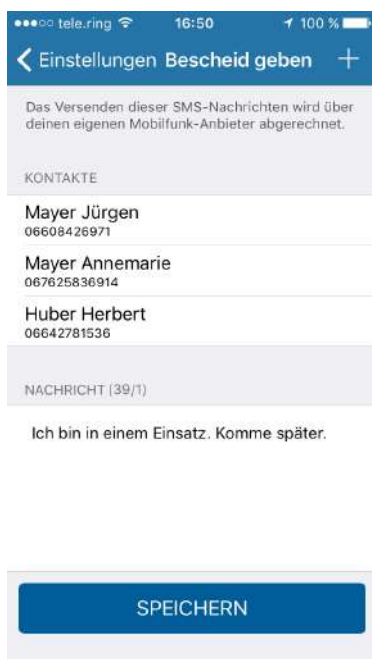 tele.ring 16:50 100 %
Einstellungen Bescheid geben +
Das Versenden dieser SMS-Nachrichten wird über
deinen eigenen Mobilfunk-Anbieter abgerechnet.
KONTAKTE
Mayer Jürgen
06608426971
Mayer Annemarie
067625836914
Huber Herbert
06642781536
NACHRICHT (39/1)
Ich bin in einem Einsatz. Komme später.
SPEICHERN